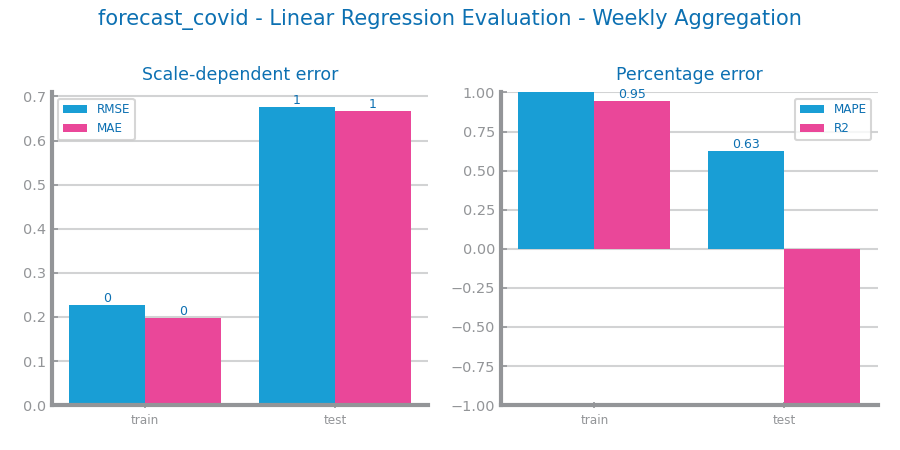 forecast_covid - Linear Regression Evaluation - Weekly Aggregation
Scale-dependent error
0.7
0.6
0.5
0.4
0.3
0.2
0.1
0.0
RMSE
MAE
0
0
1
1
train
test
Percentage error
1.00
0.75
0.50
0.25
0.00
−0.25
−0.50
−0.75
−1.00
0.95
0.63
MAPE
R2
train
test